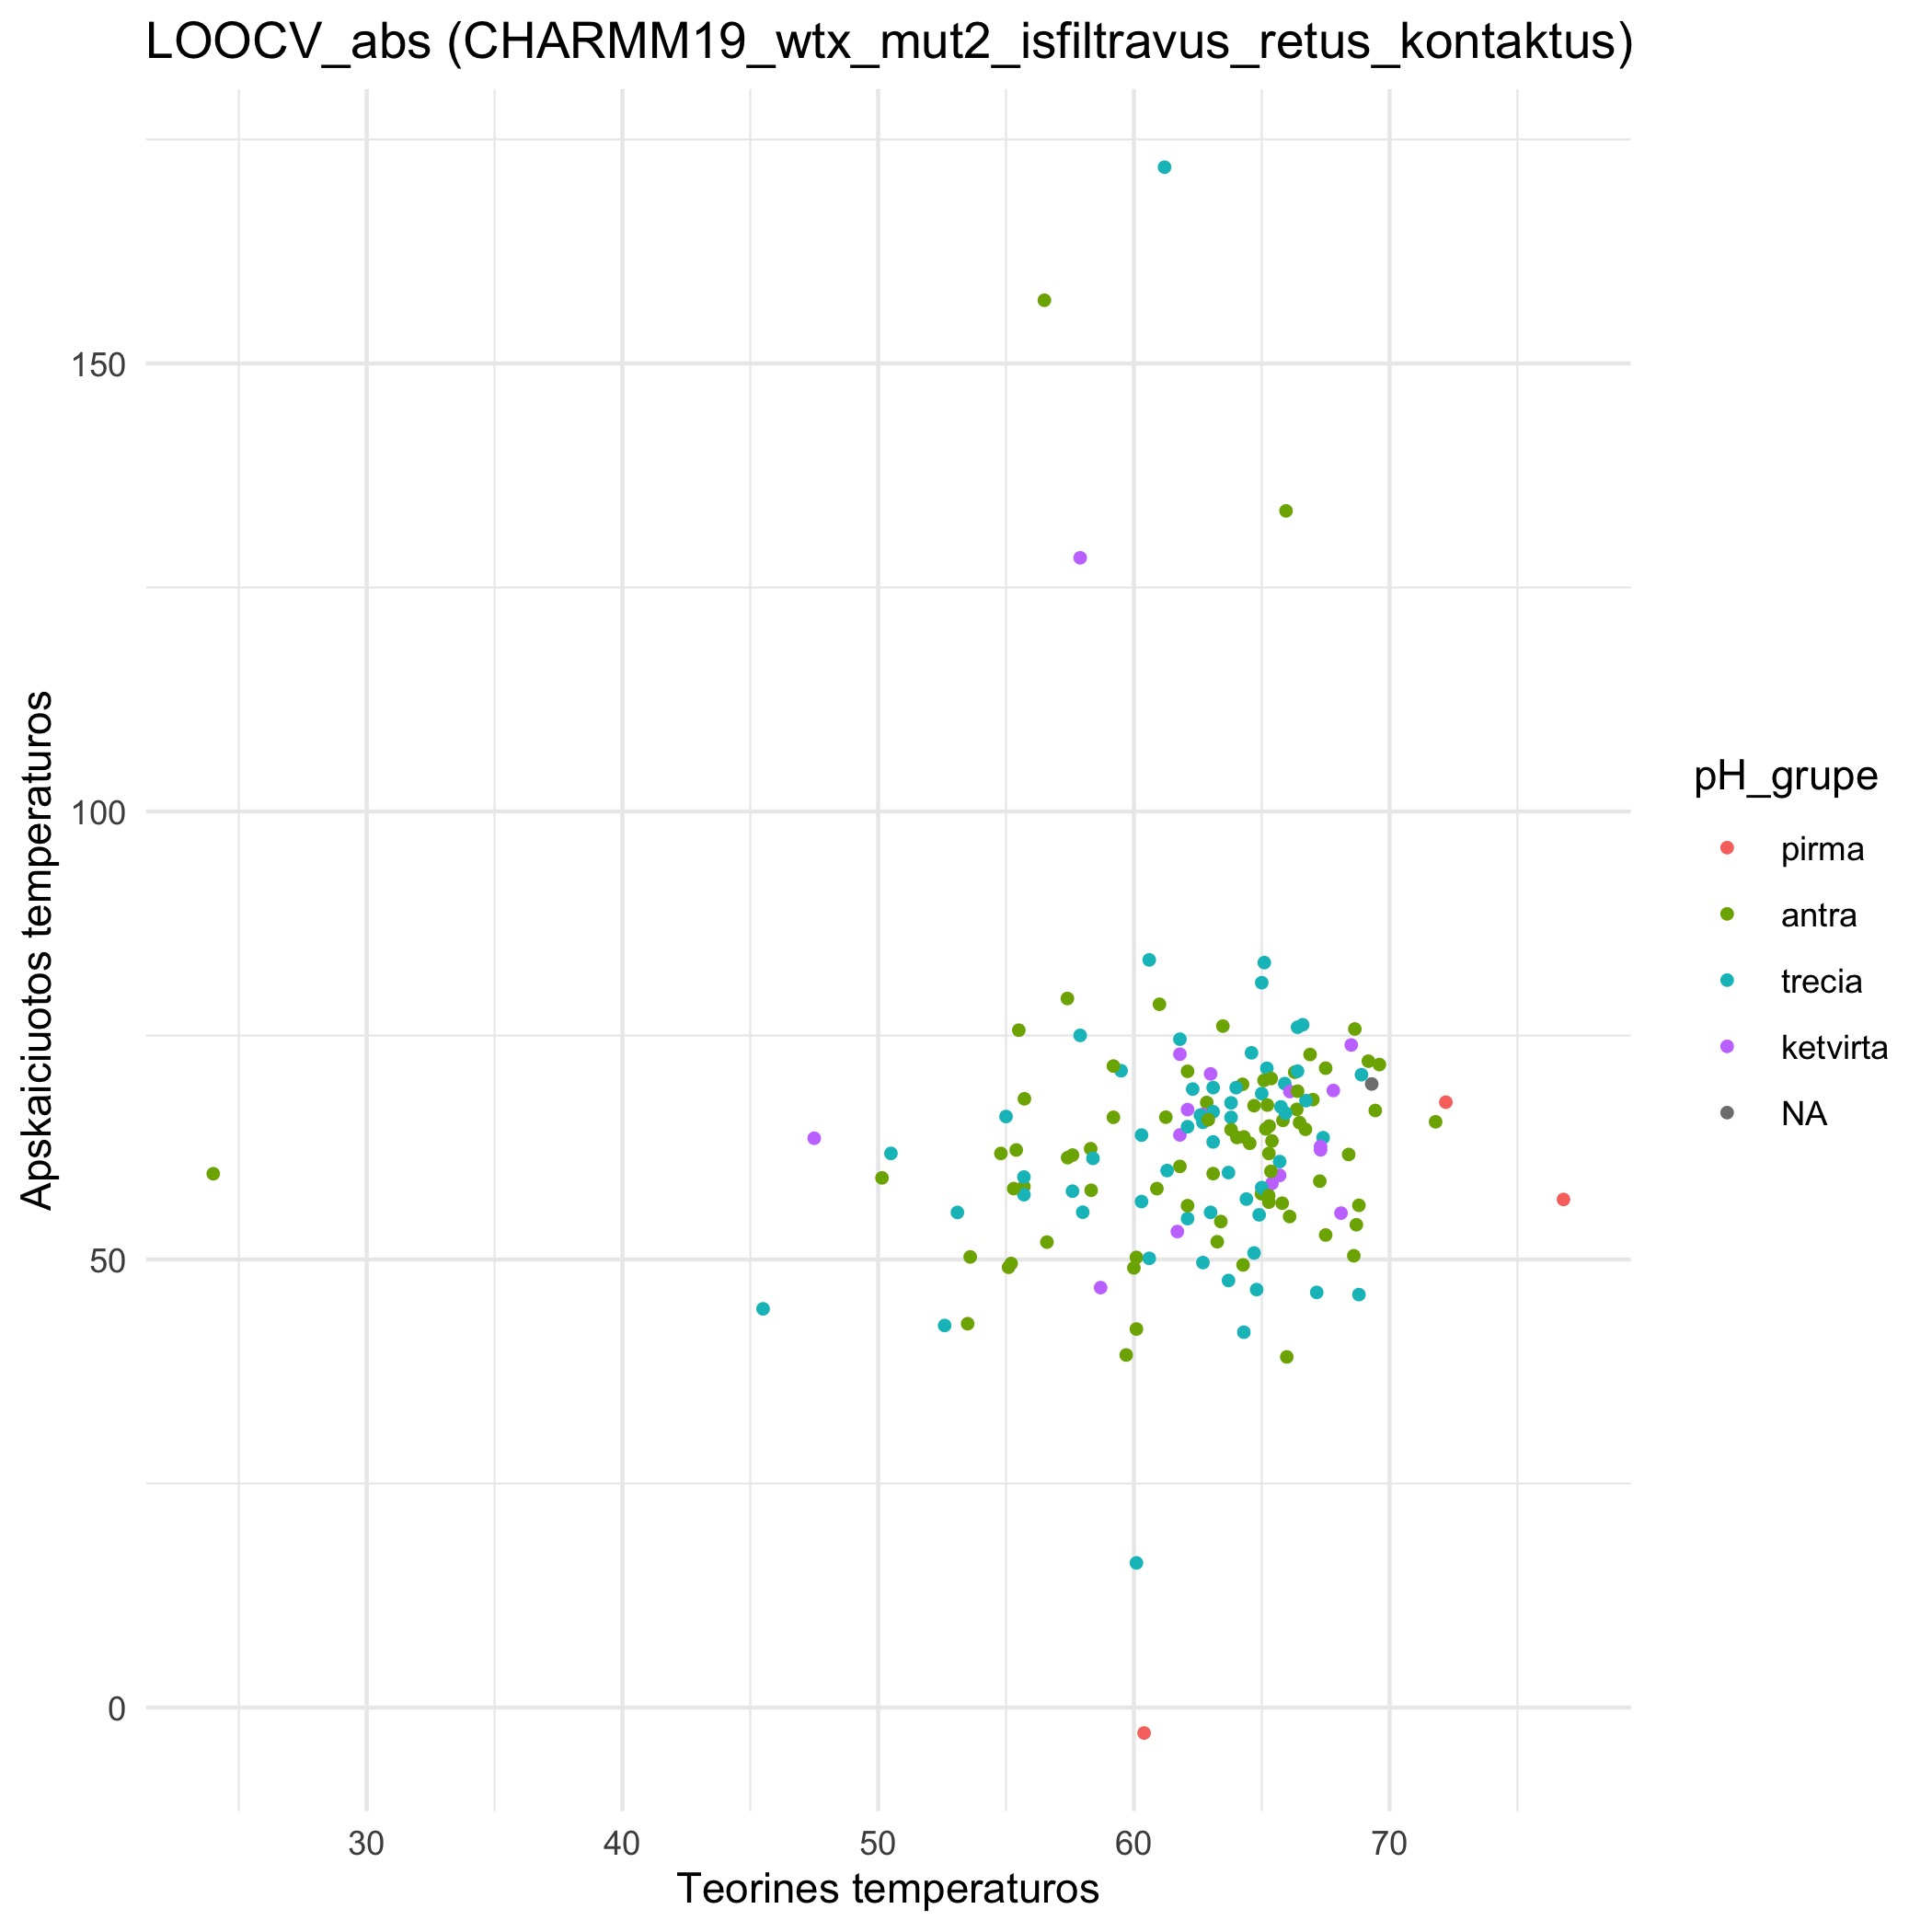 LOOCV_abs (CHARMM19_wtx_mut2_isfiltravus_retus_kontaktus)
150
100
50
0
Apskaiciuotos temperaturos
30
40
50
60
70
Teorines temperaturos
pH_grupe
pirma
antra
trecia
ketvirta
NA